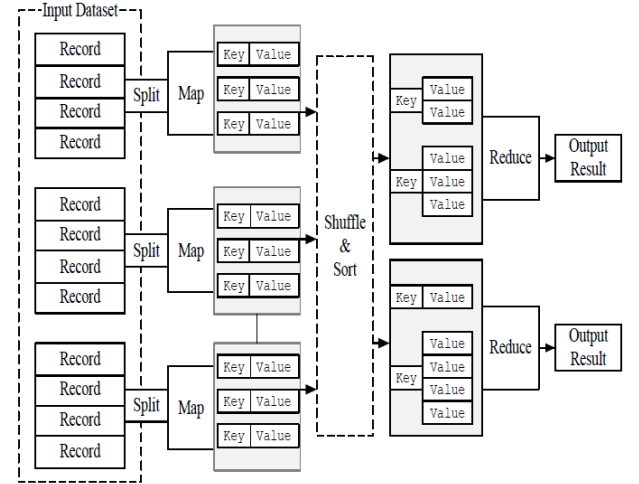 Input Dataset
Record
Record
Record
Record
Split
Map
Key Value
Key Value
Key Value
Record
Record
Record
Record
Split
Map
Key Value
Key Value
Key Value
Record
Record
Record
Record
Split
Map
Key Value
Key Value
Key Value
Shuffle
&
Sort
Key
Value
Value
Key
Value
Value
Value
Reduce
Output
Result
Key Value
Key
Value
Value
Value
Value
Reduce
Output
Result